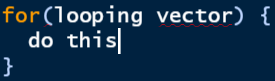 for(looping vector) {
  do this
}